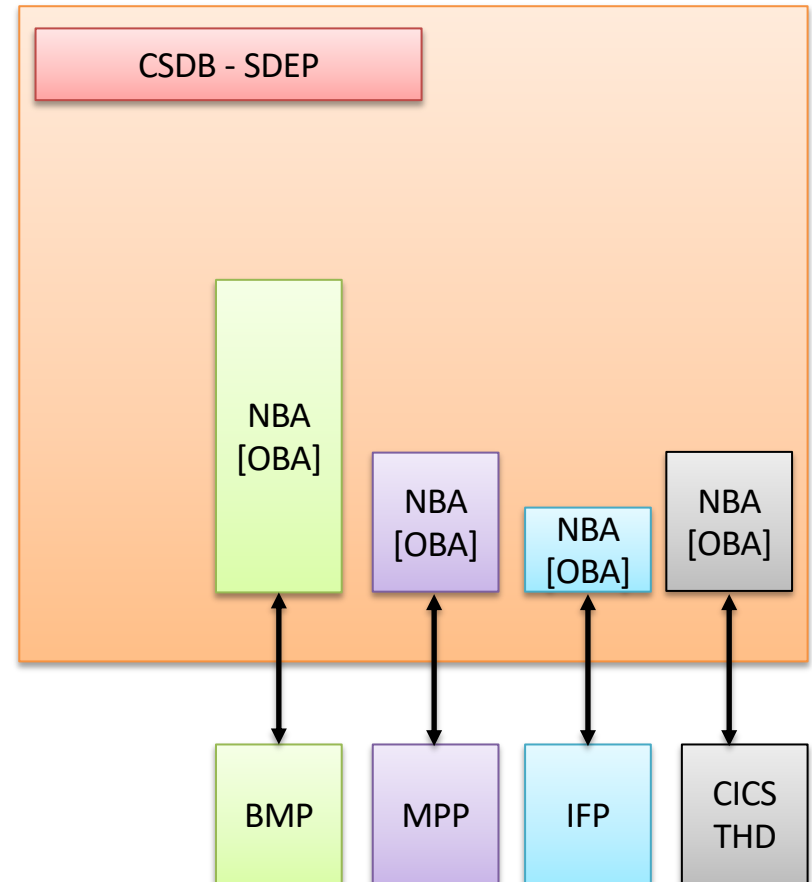 CSDB - SDEP
NBA
[OBA]
NBA
[OBA]
NBA
[OBA]
NBA
[OBA]
BMP
MPP
IFP
CICS
THD